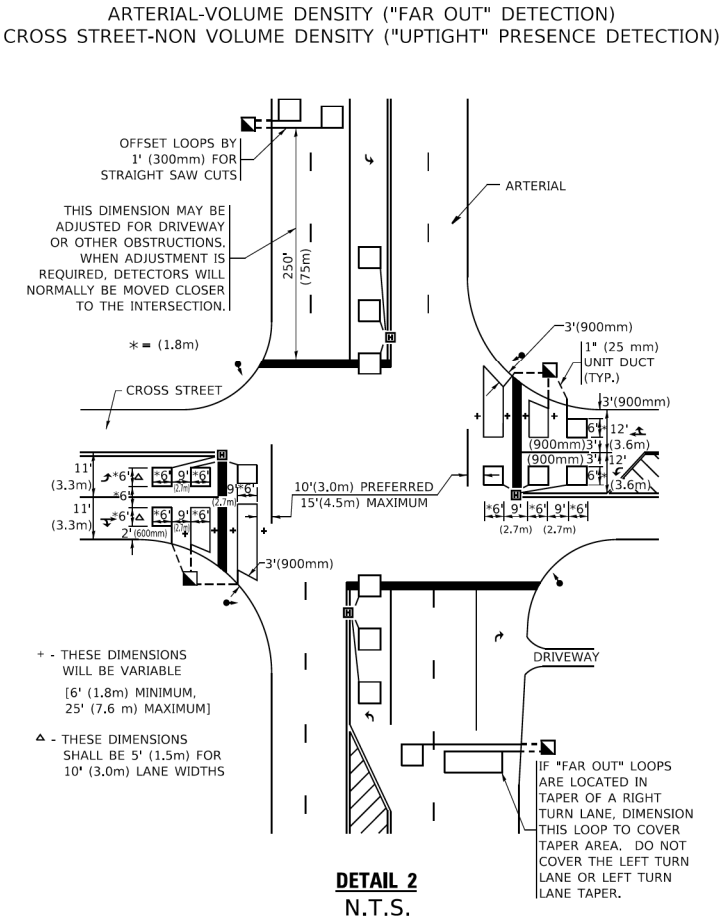 ARTERIAL-VOLUME DENSITY ("FAR OUT" DETECTION)
CROSS STREET-NON VOLUME DENSITY ("UPTIGHT" PRESENCE DETECTION)
OFFSET LOOPS BY
1' (300mm) FOR
STRAIGHT SAW CUTS
ARTERIAL
THIS DIMENSION MAY BE
ADJUSTED FOR DRIVEWAY
OR OTHER OBSTRUCTIONS.
WHEN ADJUSTMENT IS
REQUIRED, DETECTORS WILL
NORMALLY BE MOVED CLOSER
TO THE INTERSECTION.
250'
(75m)
* = (1.8m)
H
3'(900mm)
1" (25 mm)
UNIT DUCT
(TYP.)
CROSS STREET
3'(900mm)
+ + +
6'*
12'
(3.6m)
(900mm) 3'
(900mm) 3'
12'
6'*
(3.6m)
H
*6' 9' *6' 9' *6'
(2.7m) (2.7m)
H
11'
(3.3m)
*6' △
*6' 9' *6'
(2.7m)
*6'
9' *6'
(2.7m)
11'
(3.3m)
*6' △
*6' 9' *6'
(2.7m)
2' (600mm)
+ + +
10'(3.0m) PREFERRED
15'(4.5m) MAXIMUM
3'(900mm)
H
+ - THESE DIMENSIONS
WILL BE VARIABLE
[6' (1.8m) MINIMUM,
25' (7.6 m) MAXIMUM]
△ - THESE DIMENSIONS
SHALL BE 5' (1.5m) FOR
10' (3.0m) LANE WIDTHS
DRIVEWAY
IF "FAR OUT" LOOPS
ARE LOCATED IN
TAPER OF A RIGHT
TURN LANE, DIMENSION
THIS LOOP TO COVER
TAPER AREA. DO NOT
COVER THE LEFT TURN
LANE OR LEFT TURN
LANE TAPER.
DETAIL 2
N.T.S.